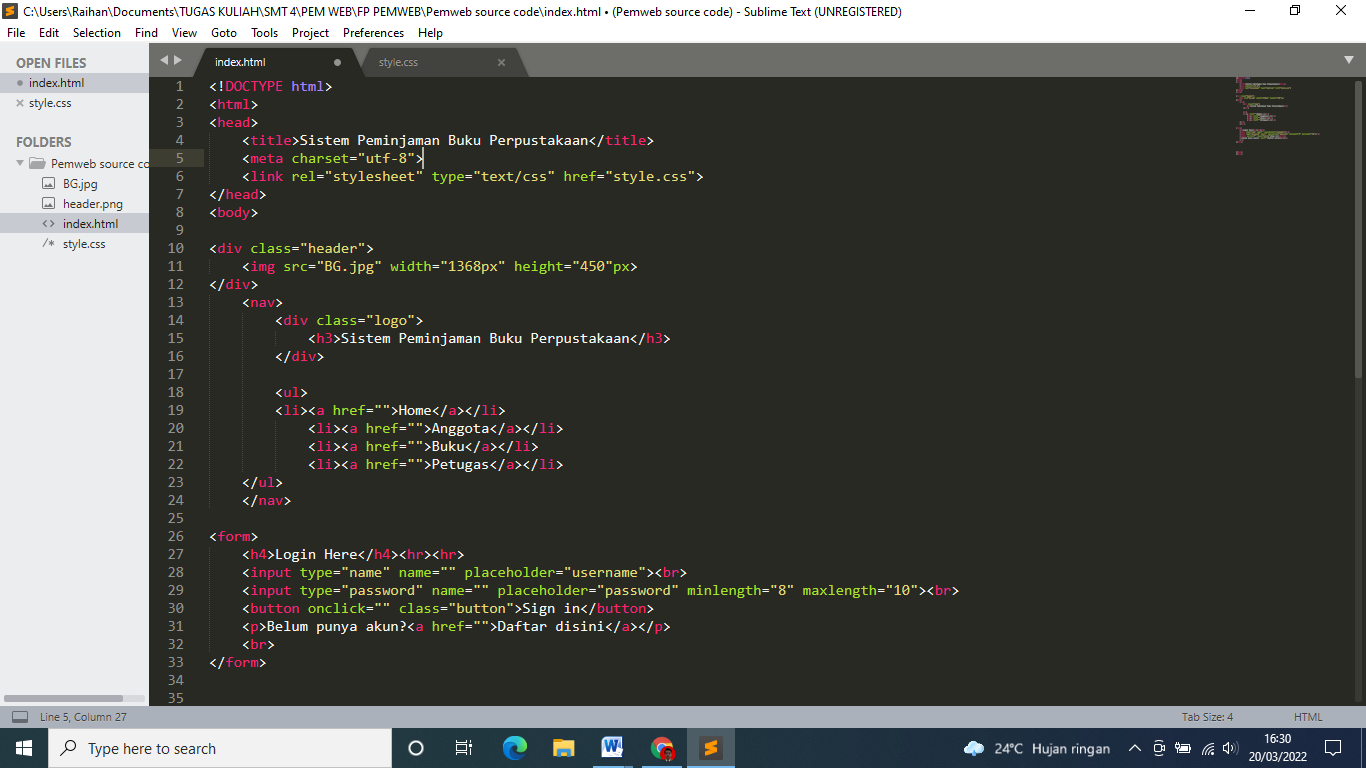 C:\Users\Raihan\Documents\TUGAS KULIAH\SMT 4\PEM WEB\FP PEMWEB\Pemweb source code\index.html • (Pemweb source code) - Sublime Text (UNREGISTERED)
File Edit Selection Find View Goto Tools Project Preferences Help
OPEN FILES
index.html
style.css
FOLDERS
Pemweb source co
BG.jpg
header.png
index.html
style.css
index.html style.css
1 <!DOCTYPE html>
2 <html>
3 <head>
4 <title>Sistem Peminjaman Buku Perpustakaan</title>
5 <meta charset="utf-8">
6 <link rel="stylesheet" type="text/css" href="style.css">
7 </head>
8 <body>
9
10 <div class="header">
11 <img src="BG.jpg" width="1368px" height="450"px>
12 </div>
13 <nav>
14 <div class="logo">
15 <h3>Sistem Peminjaman Buku Perpustakaan</h3>
16 </div>
17
18 <ul>
19 <li><a href="">Home</a></li>
20 <li><a href="">Anggota</a></li>
21 <li><a href="">Buku</a></li>
22 <li><a href="">Petugas</a></li>
23 </ul>
24 </nav>
25
26 <form>
27 <h4>Login Here</h4><hr><hr>
28 <input type="name" name="" placeholder="username"><br>
29 <input type="password" name="" placeholder="password" minlength="8" maxlength="10"><br>
30 <button onclick="" class="button">Sign in</button>
31 <p>Belum punya akun?<a href="">Daftar disini</a></p>
32 <br>
33 </form>
34
35
Line 5, Column 27 Tab Size: 4 HTML
Type here to search
24°C Hujan ringan
16:30
20/03/2022